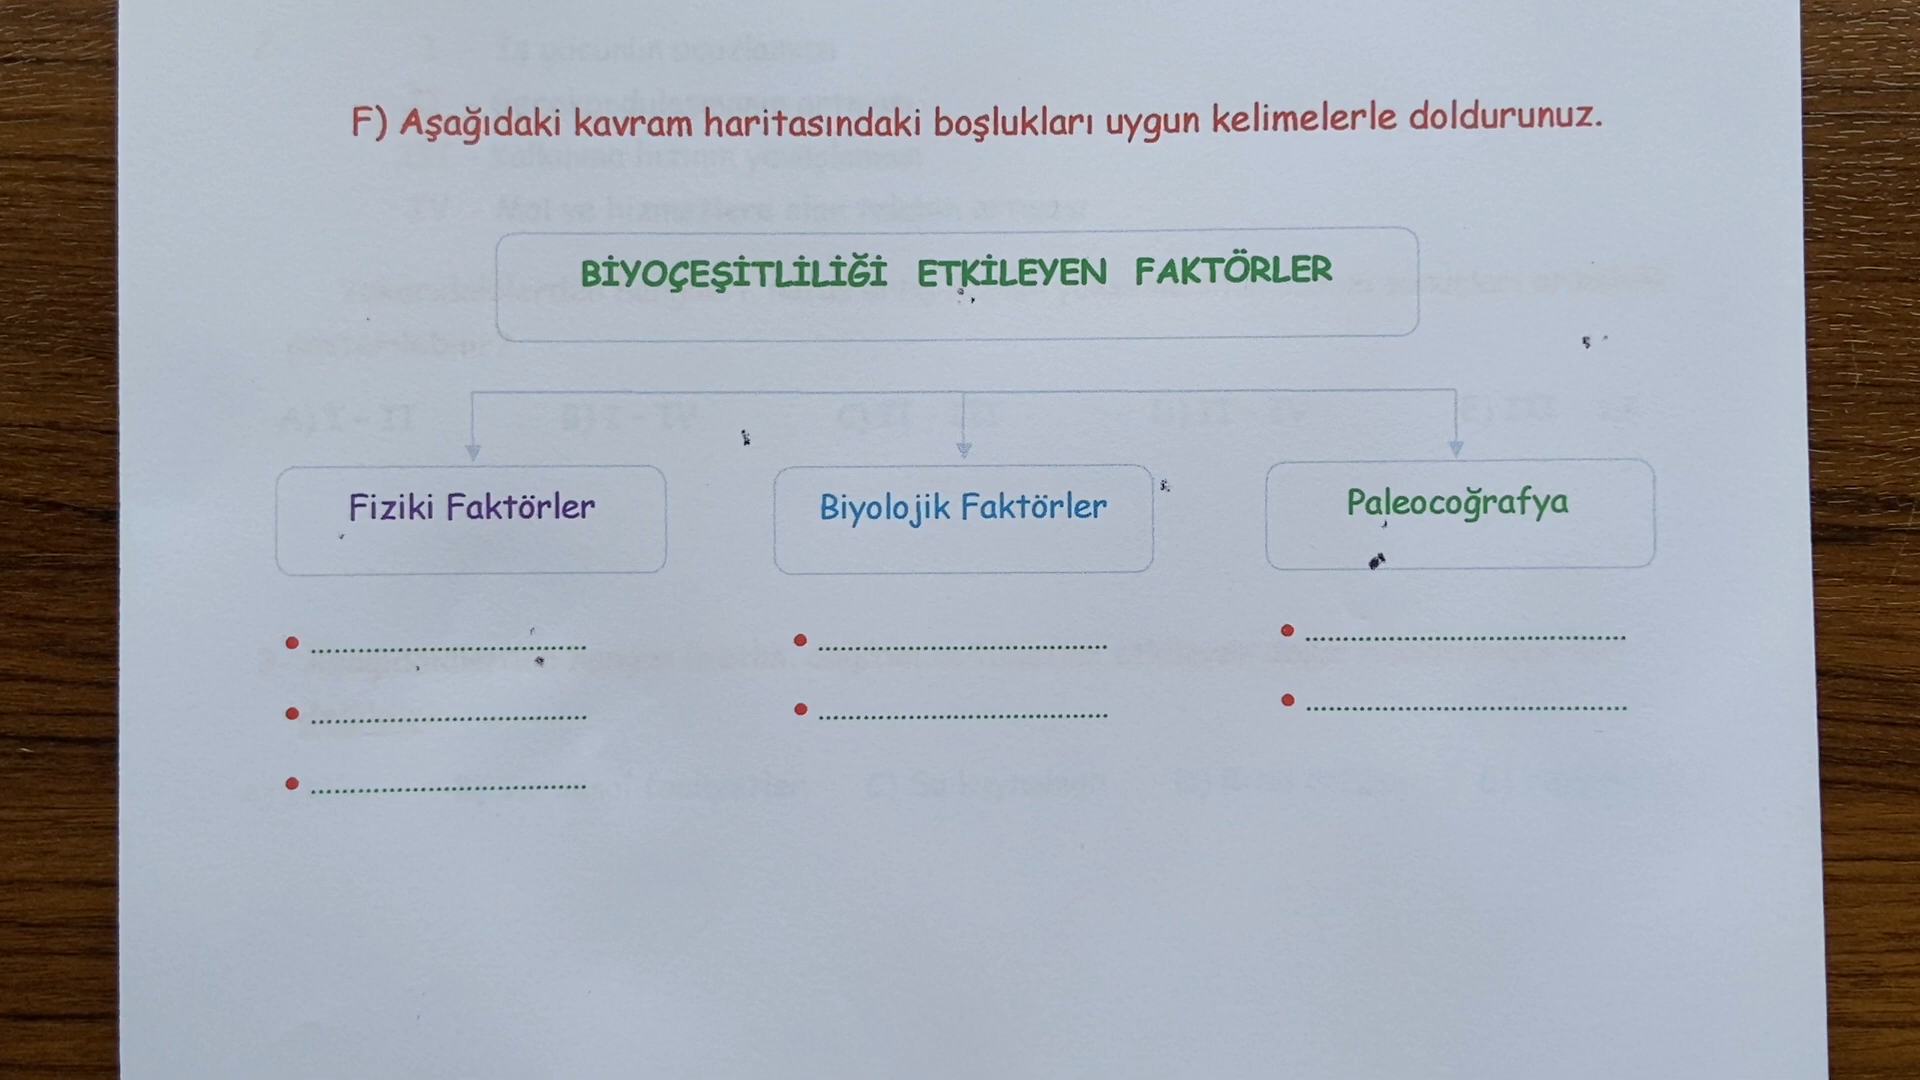 F) Aşağıdaki kavram haritasındaki boşlukları uygun kelimelerle doldurunuz.
BİYOÇEŞİTLİLİĞİ ETKİLEYEN FAKTÖRLER
Fiziki Faktörler
Biyolojik Faktörler
Paleocoğrafya